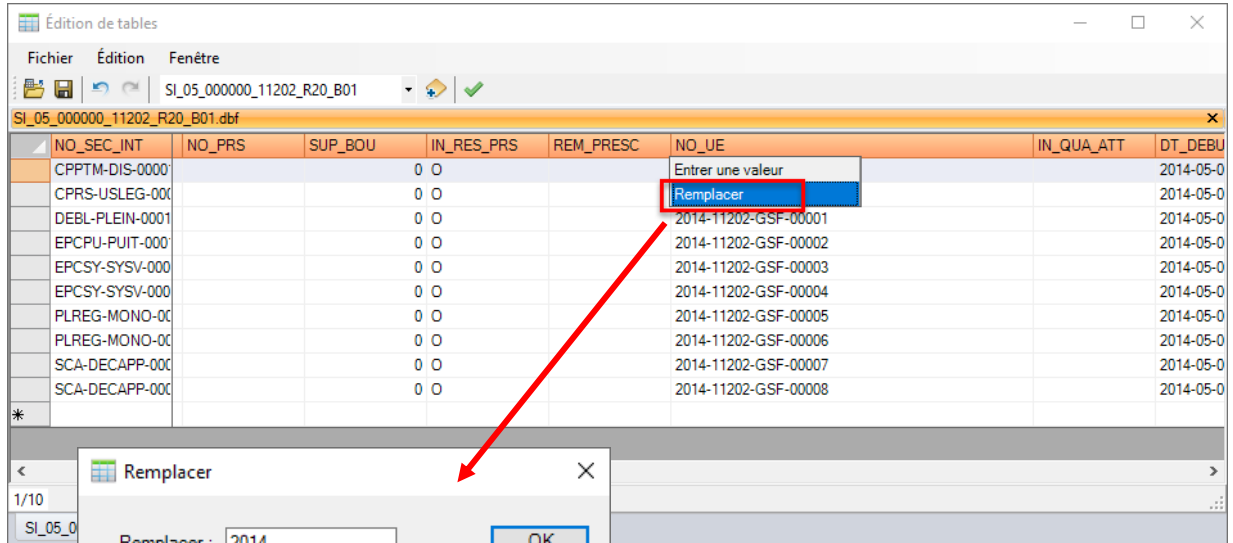 Édition de tables
Fichier Édition Fenêtre
SI_05_000000_11202_R20_B01
SI_05_000000_11202_R20_B01.dbf
NO_SEC_INT NO_PRS SUP_BOU IN_RES_PRS REM_PRESC NO_UE IN_QUA_ATT DT_DEBU
CPPTM-DIS-0000 0 O Entrer une valeur 2014-05-0
CPRS-USLEG-000 0 O Remplacer 2014-05-0
DEBL-PLEIN-0001 0 O 2014-11202-GSF-00001 2014-05-0
EPCPU-PUIT-000 0 O 2014-11202-GSF-00002 2014-05-0
EPCSY-SYSV-000 0 O 2014-11202-GSF-00003 2014-05-0
EPCSY-SYSV-000 0 O 2014-11202-GSF-00004 2014-05-0
PLREG-MONO-00 0 O 2014-11202-GSF-00005 2014-05-0
PLREG-MONO-00 0 O 2014-11202-GSF-00006 2014-05-0
SCA-DECAPP-000 0 O 2014-11202-GSF-00007 2014-05-0
SCA-DECAPP-000 0 O 2014-11202-GSF-00008 2014-05-0
Remplacer
1/10
SI_05_0
Remplacer : 2014 OK